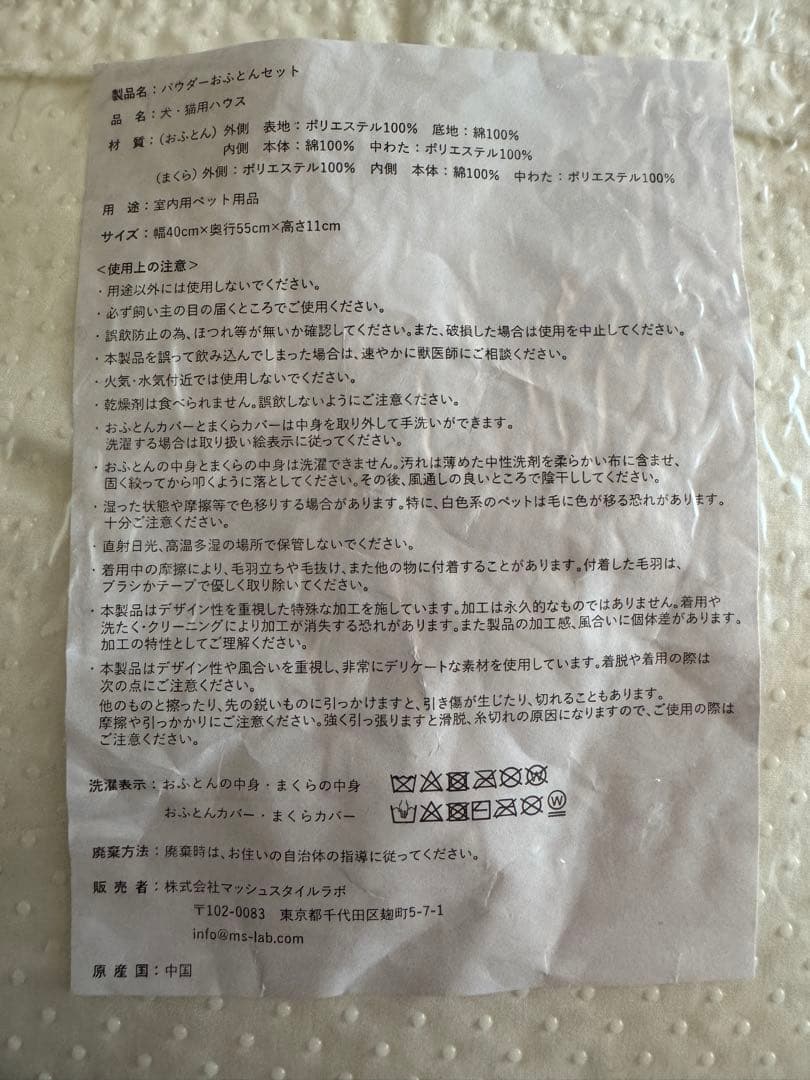 製品名：パウダーおふとんセット
品　名：犬・猫用ハウス
材　質：（おふとん）外側　表地：ポリエステル100%　底地：綿100%
内側　本体：綿100%　中わた：ポリエステル100%
（まくら）外側：ポリエステル100%　内側　本体：綿100%　中わた：ポリエステル100%
用　途：室内用ペット用品
サイズ：幅40cm×奥行55cm×高さ11cm
＜使用上の注意＞
・用途以外には使用しないでください。
・必ず飼い主の目の届くところでご使用ください。
・誤飲防止の為、ほつれ等が無いか確認してください。また、破損した場合は使用を中止してください。
・本製品を誤って飲み込んでしまった場合は、速やかに獣医師にご相談ください。
・火気・水気付近では使用しないでください。
・乾燥剤は食べられません。誤飲しないようにご注意ください。
・おふとんカバーとまくらカバーは中身を取り外して手洗いができます。
洗濯する場合は取り扱い絵表示に従ってください。
・おふとんの中身とまくらの中身は洗濯できません。汚れは薄めた中性洗剤を柔らかい布に含ませ、
固く絞ってから叩くように落としてください。その後、風通しの良いところで陰干ししてください。
・湿った状態や摩擦等で色移りする場合があります。特に、白色系のペットは毛に色が移る恐れがあります。
十分ご注意ください。
・直射日光、高温多湿の場所で保管しないでください。
・着用中の摩擦により、毛羽立ちや毛抜け、また他の物に付着することがあります。付着した毛羽は、
ブラシかテープで優しく取り除いてください。
・本製品はデザイン性を重視した特殊な加工を施しています。加工は永久的なものではありません。着用や
洗たく・クリーニングにより加工が消失する恐れがあります。また製品の加工感、風合いに個体差があります。
加工の特性としてご理解ください。
・本製品はデザイン性や風合いを重視し、非常にデリケートな素材を使用しています。着脱や着用の際は
次の点にご注意ください。
他のものと擦ったり、先の鋭いものに引っかけますと、引き傷が生じたり、切れることもあります。
摩擦や引っかかりにご注意ください。強く引っ張りますと滑脱、糸切れの原因になりますので、ご使用の際は
ご注意ください。
洗濯表示：おふとんの中身・まくらの中身
おふとんカバー・まくらカバー
廃棄方法：廃棄時は、お住いの自治体の指導に従ってください。
販　売　者：株式会社マッシュスタイルラボ
〒102-0083　東京都千代田区麹町5-7-1
info@ms-lab.com
原　産　国：中国